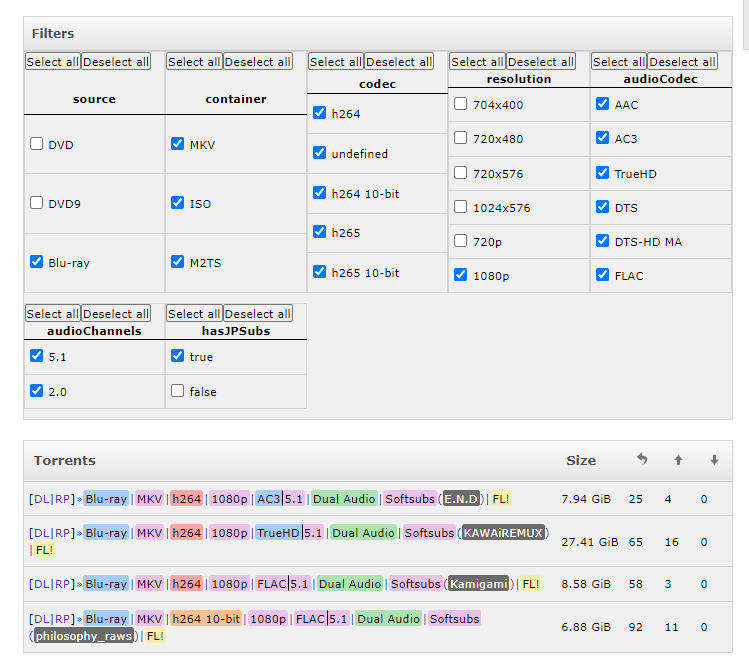 Filters
Select all Deselect all Select all Deselect all Select all Deselect all Select all Deselect all Select all Deselect all
source container codec resolution audioCodec
DVD MKV h264 704x400 AAC
DVD9 ISO undefined 720x480 AC3
Blu-ray M2TS h264 10-bit 720x576 TrueHD
h265 1024x576 DTS
h265 10-bit 720p DTS-HD MA
1080p FLAC
Select all Deselect all Select all Deselect all
audioChannels hasJPSubs
5.1 true
2.0 false
Torrents Size
[DL|RP]» Blu-ray | MKV | h264 | 1080p | AC3|5.1 | Dual Audio | Softsubs (E.N.D) | FL! 7.94 GiB 25 4 0
[DL|RP]» Blu-ray | MKV | h264 | 1080p | TrueHD|5.1 | Dual Audio | Softsubs (KAWAiREMUX)
| FL! 27.41 GiB 65 16 0
[DL|RP]» Blu-ray | MKV | h264 | 1080p | FLAC|5.1 | Dual Audio | Softsubs (Kamigami) | FL! 8.58 GiB 58 3 0
[DL|RP]» Blu-ray | MKV | h264 10-bit | 1080p | FLAC|5.1 | Dual Audio | Softsubs
(philosophy_raws) | FL! 6.88 GiB 92 11 0